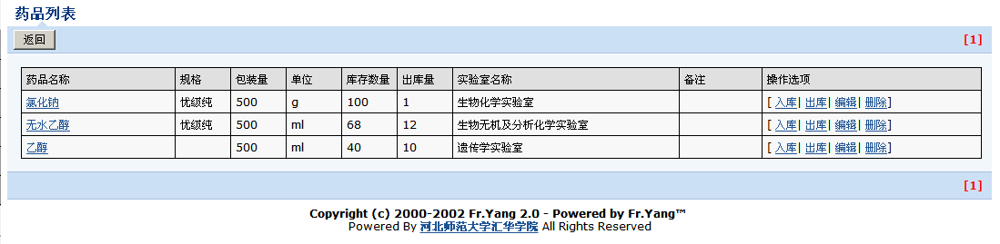 药品列表
返回 [1]
药品名称 规格 包装量 单位 库存数量 出库量 实验室名称 备注 操作选项
氯化钠 优级纯 500 g 100 1 生物化学实验室 [ 入库| 出库| 编辑| 删除]
无水乙醇 优级纯 500 ml 68 12 生物无机及分析化学实验室 [ 入库| 出库| 编辑| 删除]
乙醇 500 ml 40 10 遗传学实验室 [ 入库| 出库| 编辑| 删除]
[1]
Copyright (c) 2000-2002 Fr.Yang 2.0 - Powered by Fr.Yang™
Powered By 河北师范大学汇华学院 All Rights Reserved